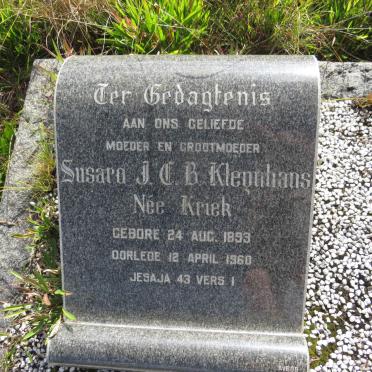 Ter Gedagtenis
AAN ONS GELIEFDE
MOEDER EN GROOTMOEDER
Susara J. C. B. Kleynhans
Née Kriek
GEBORE 24 AUG. 1893
OORLEDE 12 APRIL 1960
JESAJA 43 VERS 1